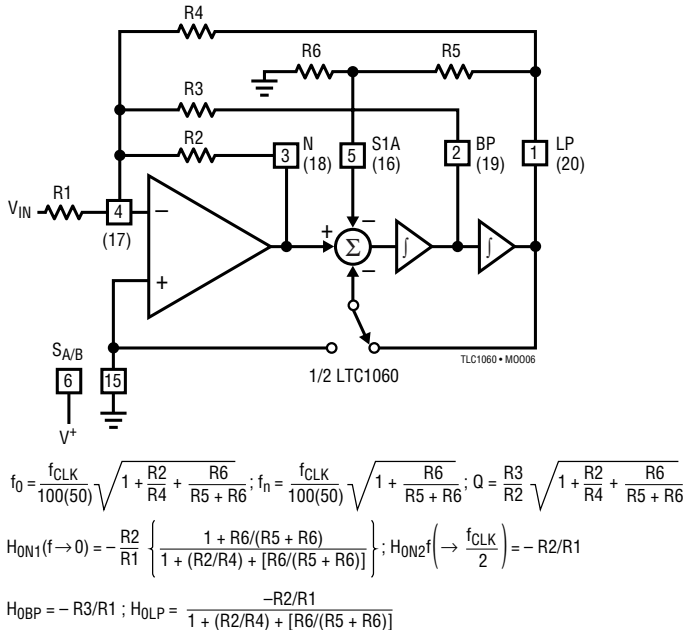 R4
R6
R5
R3
R2
N
3
(18)
S1A
5
(16)
BP
2
(19)
LP
1
(20)
R1
VIN
4
(17)
−
+
+
−
Σ
−
∫
∫
SA/B
6
15
V+
1/2 LTC1060
TLC1060 • MOO06
f0 = fCLK/100(50) √(1 + R2/R4 + R6/(R5 + R6)) ; fn = fCLK/100(50) √(1 + R6/(R5 + R6)) ; Q = R3/R2 √(1 + R2/R4 + R6/(R5 + R6))
H0N1(f→0) = − R2/R1 { (1 + R6/(R5 + R6)) / (1 + (R2/R4) + [R6/(R5 + R6)]) } ; H0N2f(→ fCLK/2) = − R2/R1
H0BP = − R3/R1 ; H0LP = −R2/R1 / (1 + (R2/R4) + [R6/(R5 + R6)])